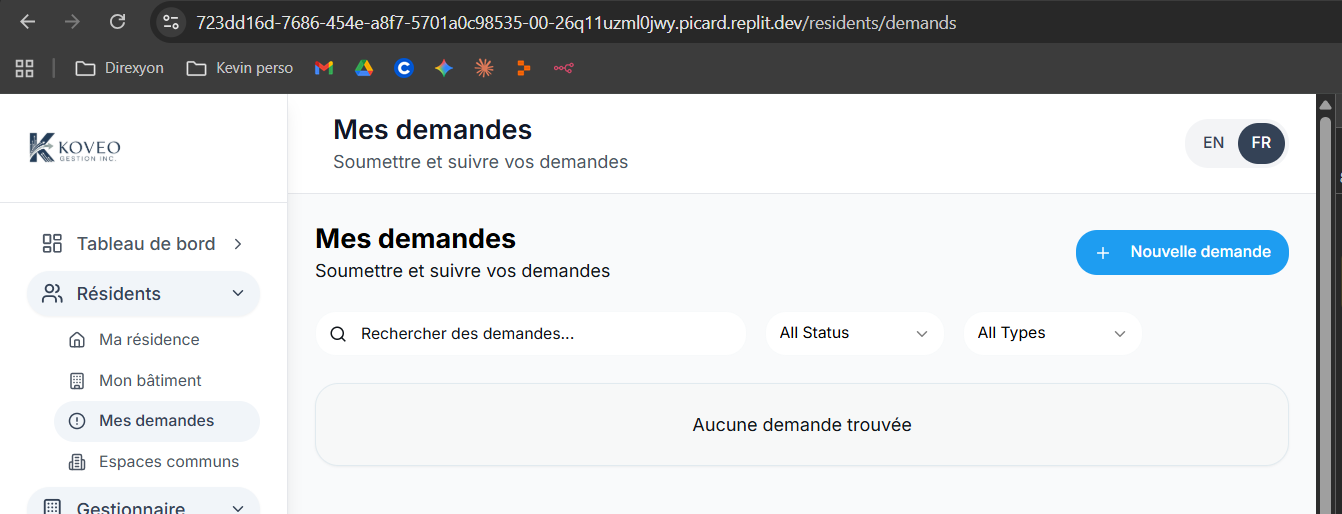 723dd16d-7686-454e-a8f7-5701a0c98535-00-26q11uzml0jwy.picard.replit.dev/residents/demands
Direxyon
Kevin perso
KOVEO
GESTION INC.
Mes demandes
Soumettre et suivre vos demandes
EN FR
Tableau de bord
Résidents
Ma résidence
Mon bâtiment
Mes demandes
Espaces communs
Gestionnaire
Mes demandes
Soumettre et suivre vos demandes
+ Nouvelle demande
Rechercher des demandes...
All Status
All Types
Aucune demande trouvée